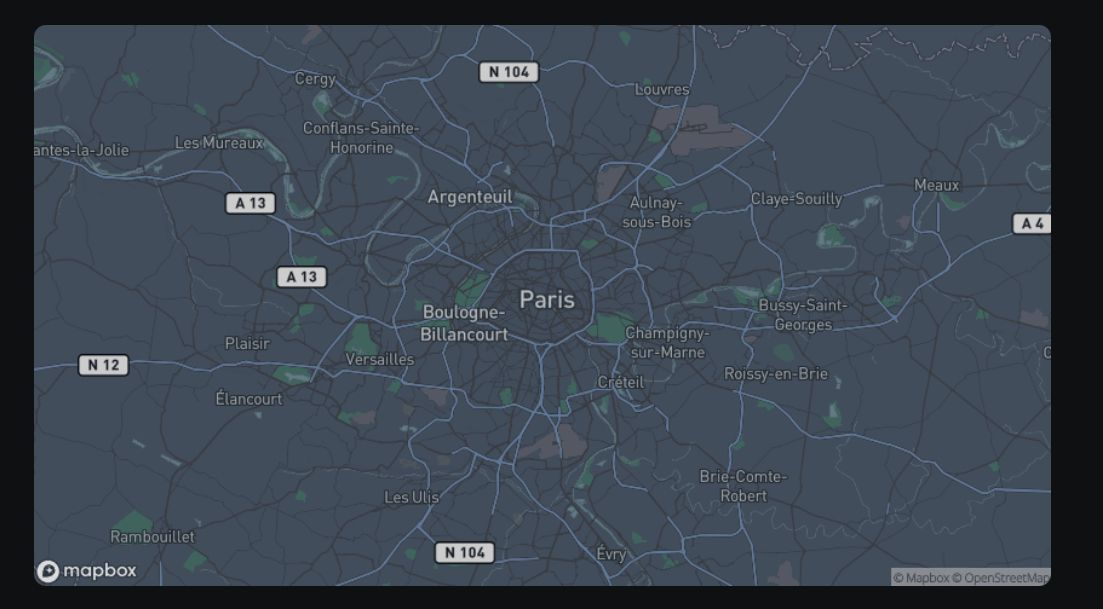 N 104
Cergy
Louvres
Conflans-Sainte-
Honorine
Les Mureaux
antes-la-Jolie
Meaux
Argenteuil
A 13
Aulnay-
sous-Bois
Claye-Souilly
A 4
A 13
Paris
Bussy-Saint-
Georges
Boulogne-
Billancourt
Champigny-
sur-Marne
Plaisir
Versailles
N 12
Roissy-en-Brie
C
Créteil
Élancourt
Brie-Comte-
Robert
Les Ulis
Rambouillet
N 104
Évry
mapbox
© Mapbox © OpenStreetMap